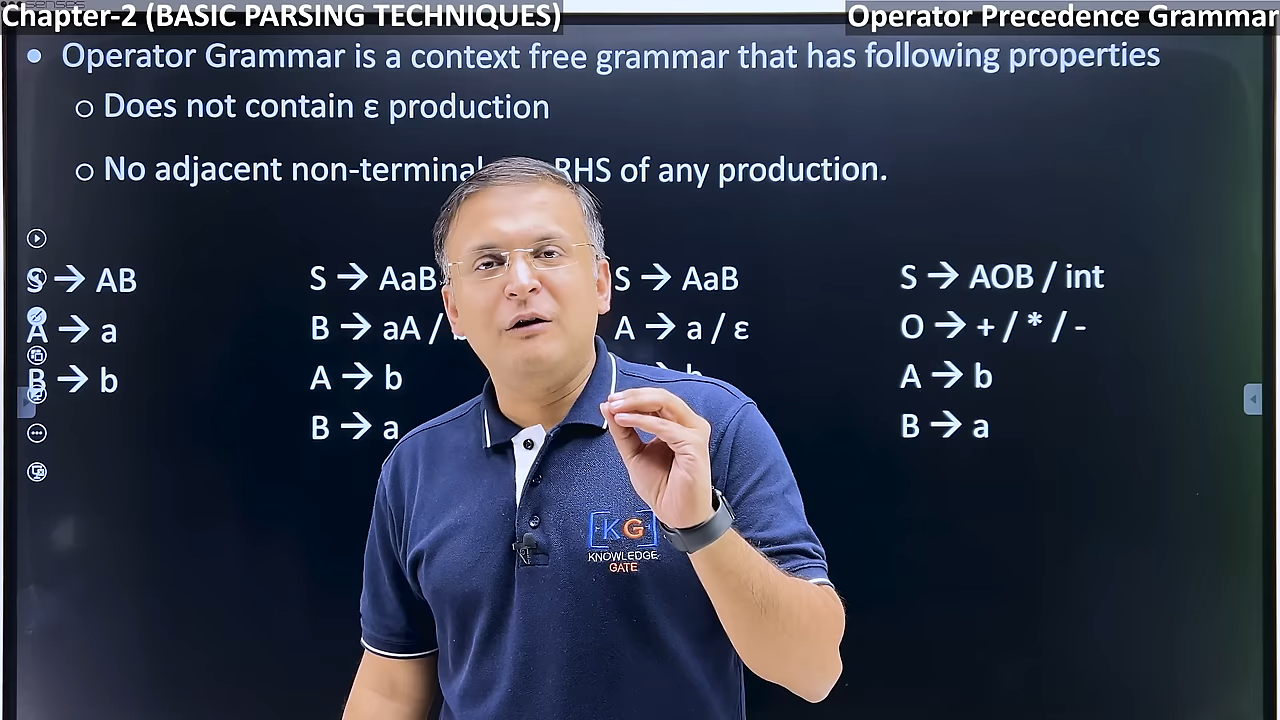 Chapter-2 (BASIC PARSING TECHNIQUES)
Operator Precedence Grammar
• Operator Grammar is a context free grammar that has following properties
o Does not contain ε production
o No adjacent non-terminal RHS of any production.
S → AB
A → a
B → b
S → AaB
B → aA /
A → b
B → a
S → AaB
A → a / ε
S → AOB / int
O → + / * / -
A → b
B → a
KG
KNOWLEDGE
GATE